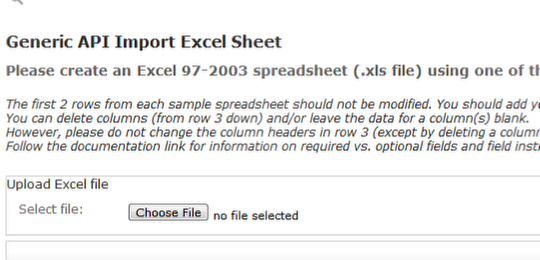 Generic API Import Excel Sheet
Please create an Excel 97-2003 spreadsheet (.xls file) using one of
The first 2 rows from each sample spreadsheet should not be modified. You should add
You can delete columns (from row 3 down) and/or leave the data for a column(s) blank.
However, please do not change the column headers in row 3 (except by deleting a
Follow the documentation link for information on required vs. optional fields and field
Upload Excel file
Select file:
Choose File no file selected